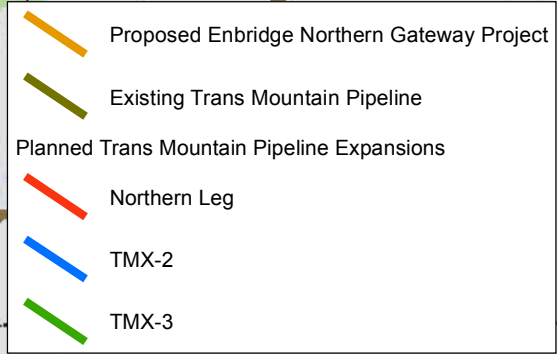 Proposed Enbridge Northern Gateway Project
Existing Trans Mountain Pipeline
Planned Trans Mountain Pipeline Expansions
Northern Leg
TMX-2
TMX-3